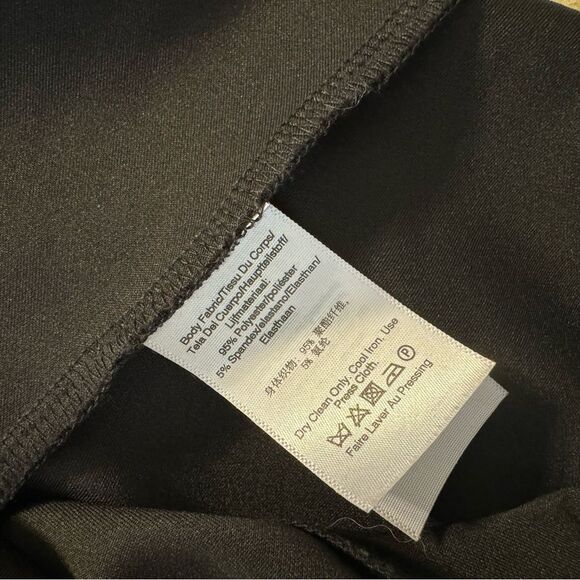 Body Fabric/Tissu Du Corps/
Tela Del Cuerpo/Hauptteilstoff/
Lijfmateriaal:
95% Polyester/poliéster
5% Spandex/elastano/Elasthan/
Elasthaan
身体织物: 95% 聚酯纤维,
5% 氨纶
Dry Clean Only. Cool Iron. Use
Press Cloth.
P
Faire Laver Au Pressing